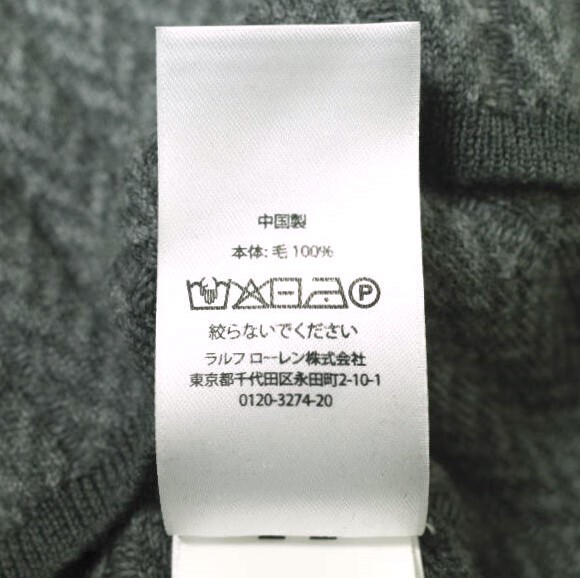 中国製
本体: 毛 100%
P
絞らないでください
ラルフ ローレン株式会社
東京都千代田区永田町2-10-1
0120-3274-20